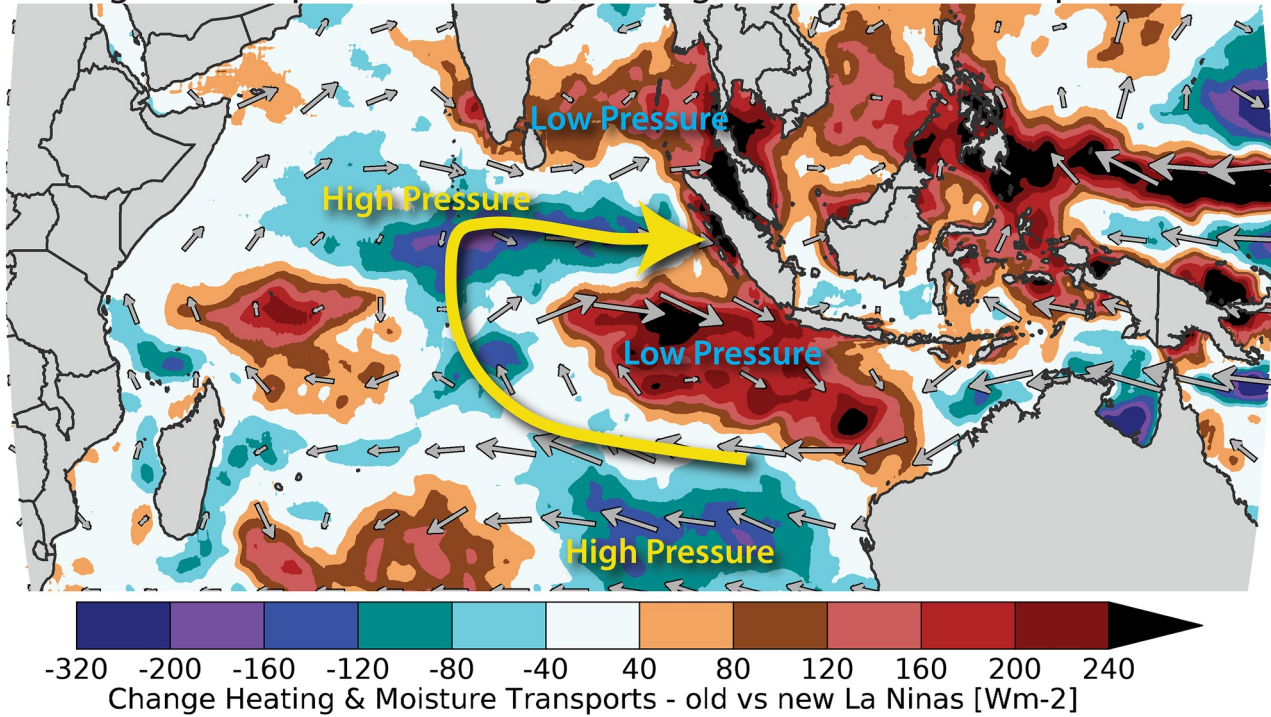 Low Pressure
High Pressure
Low Pressure
High Pressure
-320 -200 -160 -120 -80 -40 40 80 120 160 200 240
Change Heating & Moisture Transports - old vs new La Ninas [Wm-2]